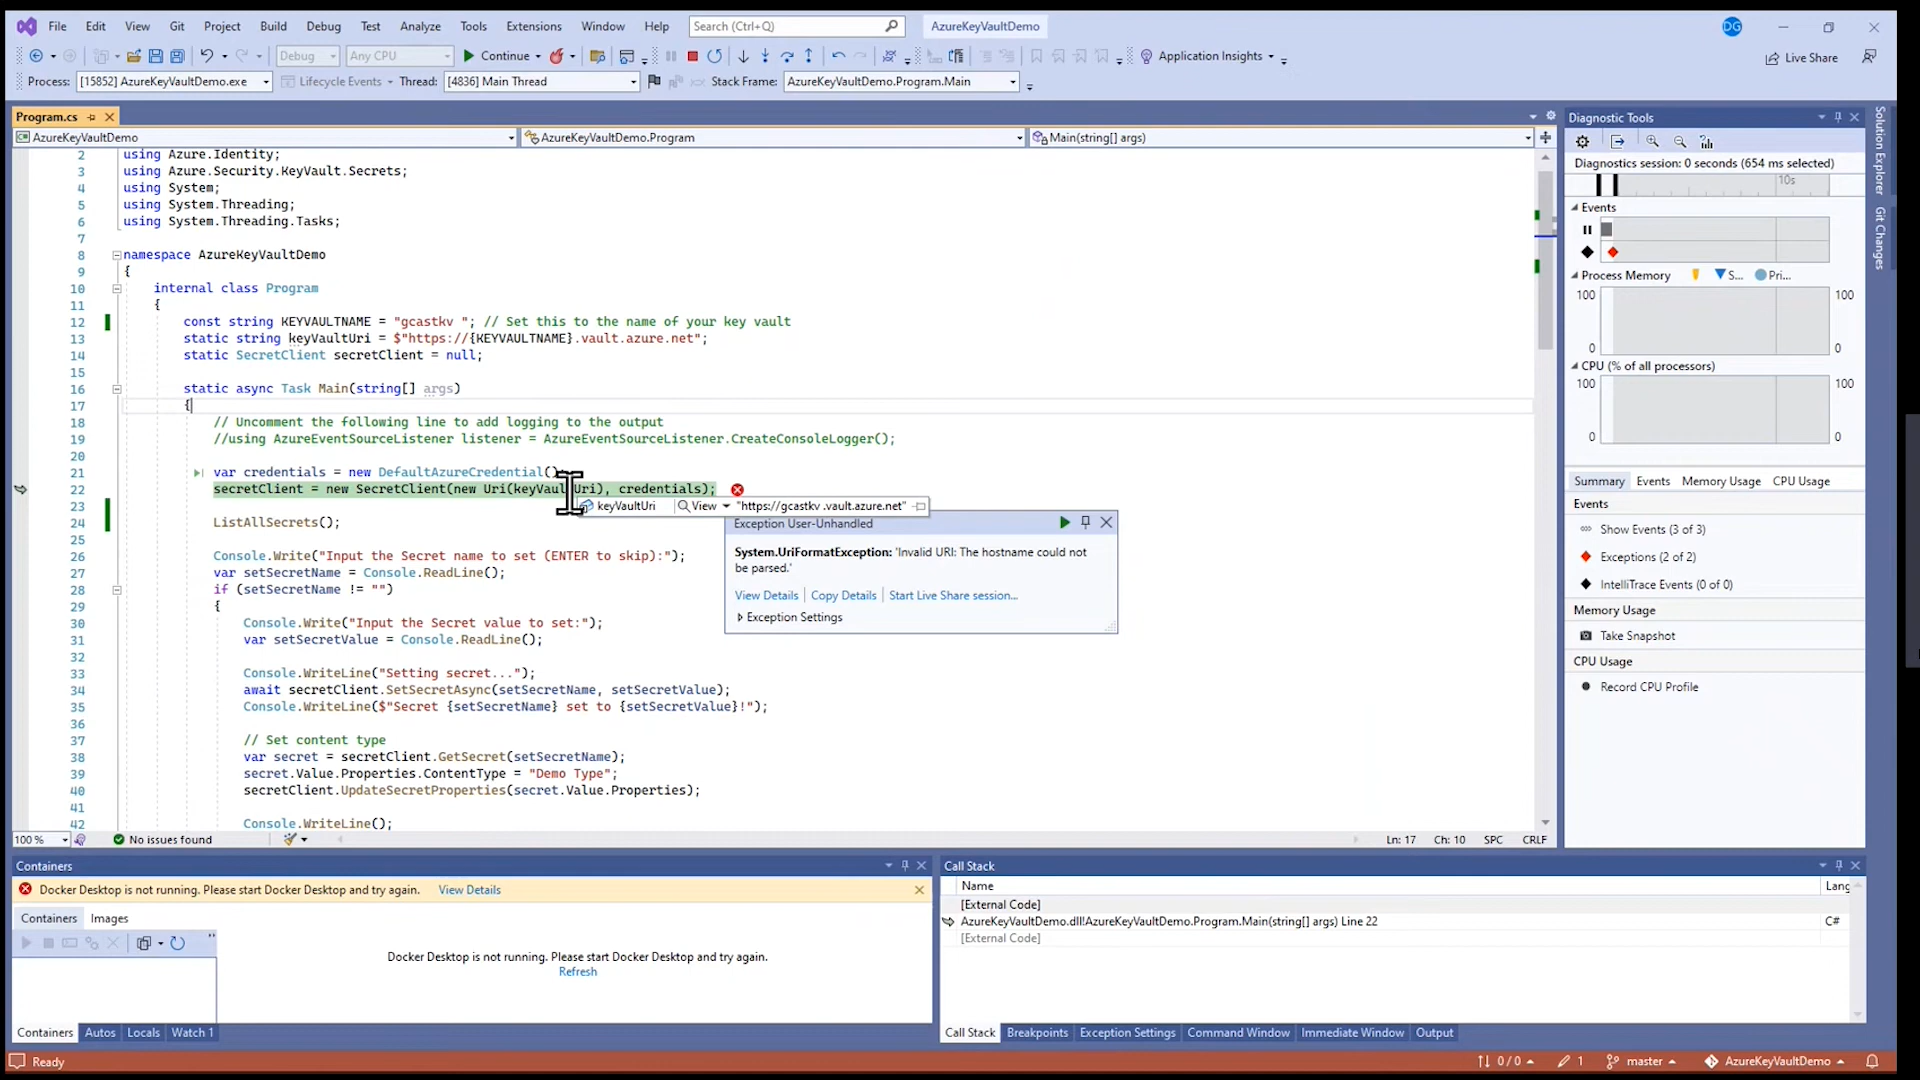 File Edit View Git Project Build Debug Test Analyze Tools Extensions Window Help Search (Ctrl+Q) AzureKeyVaultDemo DG
Debug Any CPU Continue Application Insights Live Share
Process: [15852] AzureKeyVaultDemo.exe Lifecycle Events Thread: [4836] Main Thread Stack Frame: AzureKeyVaultDemo.Program.Main
Program.cs
AzureKeyVaultDemo AzureKeyVaultDemo.Program Main(string[] args)
2 using Azure.Identity;
3 using Azure.Security.KeyVault.Secrets;
4 using System;
5 using System.Threading;
6 using System.Threading.Tasks;
7
8 namespace AzureKeyVaultDemo
9 {
10 internal class Program
11 {
12 const string KEYVAULTNAME = "gcastkv "; // Set this to the name of your key vault
13 static string keyVaultUri = $"https://{KEYVAULTNAME}.vault.azure.net";
14 static SecretClient secretClient = null;
15
16 static async Task Main(string[] args)
17 {
18 // Uncomment the following line to add logging to the output
19 //using AzureEventSourceListener listener = AzureEventSourceListener.CreateConsoleLogger();
20
21 var credentials = new DefaultAzureCredential();
22 secretClient = new SecretClient(new Uri(keyVaultUri), credentials);
23
keyVaultUri View "https://gcastkv .vault.azure.net"
24 ListAllSecrets();
25
26 Console.Write("Input the Secret name to set (ENTER to skip):");
27 var setSecretName = Console.ReadLine();
28 if (setSecretName != "")
29 {
30 Console.Write("Input the Secret value to set:");
31 var setSecretValue = Console.ReadLine();
32
33 Console.WriteLine("Setting secret...");
34 await secretClient.SetSecretAsync(setSecretName, setSecretValue);
35 Console.WriteLine($"Secret {setSecretName} set to {setSecretValue}!");
36
37 // Set content type
38 var secret = secretClient.GetSecret(setSecretName);
39 secret.Value.Properties.ContentType = "Demo Type";
40 secretClient.UpdateSecretProperties(secret.Value.Properties);
41
42 Console.WriteLine();
Exception User-Unhandled
System.UriFormatException: 'Invalid URI: The hostname could not
be parsed.'
View Details Copy Details Start Live Share session...
Exception Settings
100 % No issues found Ln: 17 Ch: 10 SPC CRLF
Diagnostic Tools
Diagnostics session: 0 seconds (654 ms selected)
10s
Events
Process Memory S... Pri...
100 100
0 0
CPU (% of all processors)
100 100
0 0
Summary Events Memory Usage CPU Usage
Events
Show Events (3 of 3)
Exceptions (2 of 2)
IntelliTrace Events (0 of 0)
Memory Usage
Take Snapshot
CPU Usage
Record CPU Profile
Solution Explorer
Git Changes
Containers
Docker Desktop is not running. Please start Docker Desktop and try again. View Details
Containers Images
Docker Desktop is not running. Please start Docker Desktop and try again.
Refresh
Containers Autos Locals Watch 1
Call Stack
Name Lang
[External Code]
AzureKeyVaultDemo.dll!AzureKeyVaultDemo.Program.Main(string[] args) Line 22 C#
[External Code]
Call Stack Breakpoints Exception Settings Command Window Immediate Window Output
Ready 0 / 0 1 master AzureKeyVaultDemo